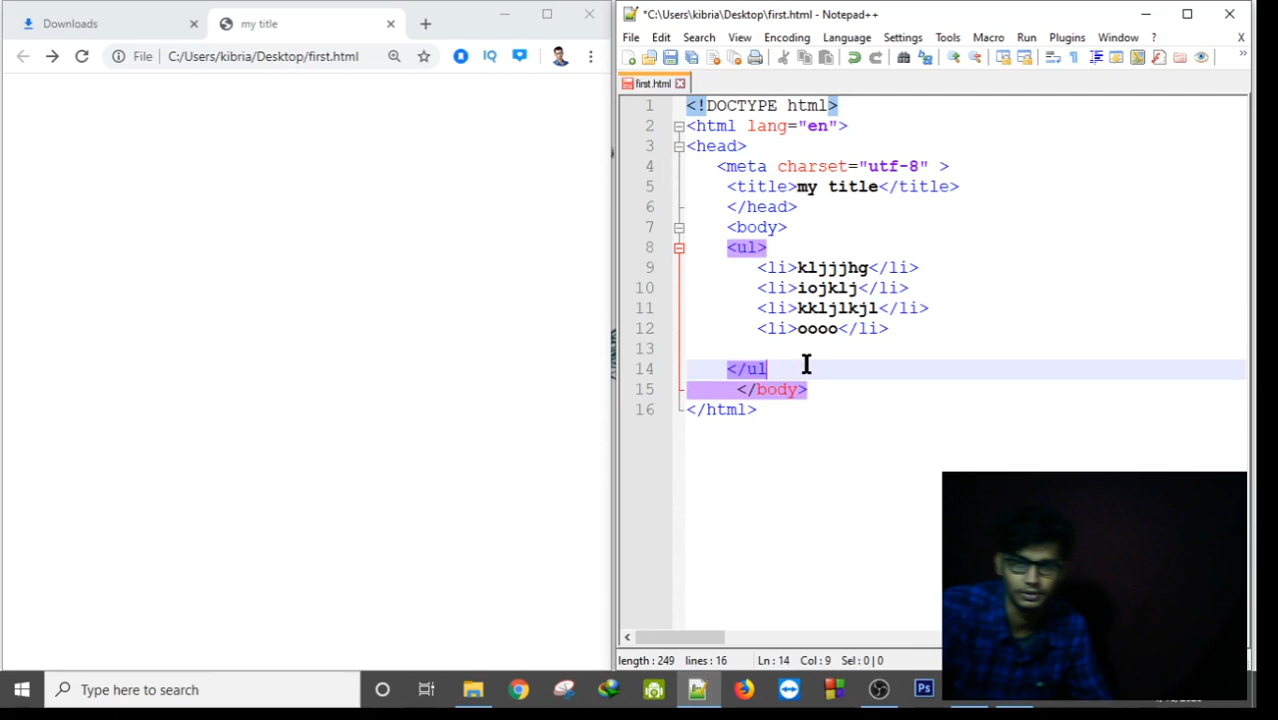 Downloads
my title
File C:/Users/kibria/Desktop/first.html
*C:\Users\kibria\Desktop\first.html - Notepad++
File Edit Search View Encoding Language Settings Tools Macro Run Plugins Window ? X
first.html
1 <!DOCTYPE html>
2 <html lang="en">
3 <head>
4 <meta charset="utf-8" >
5 <title>my title</title>
6 </head>
7 <body>
8 <ul>
9 <li>kljjjhg</li>
10 <li>iojklj</li>
11 <li>kkljlkjl</li>
12 <li>oooo</li>
13
14 </ul
15 </body>
16 </html>
length : 249 lines : 16 Ln : 14 Col : 9 Sel : 0 | 0
Type here to search
Ps